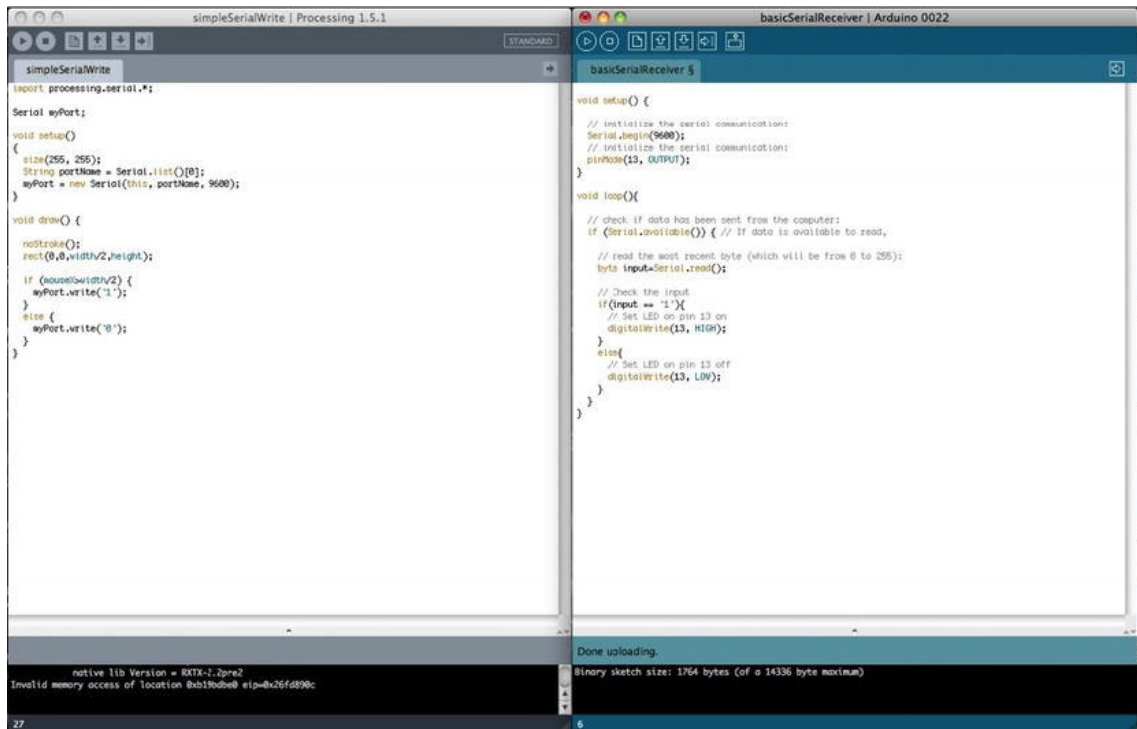 simpleSerialWrite | Processing 1.5.1
STANDARD
simpleSerialWrite
import processing.serial.*;
Serial myPort;
void setup()
{
size(255, 255);
String portName = Serial.list()[0];
myPort = new Serial(this, portName, 9600);
}
void draw() {
noStroke();
rect(0,0,width/2,height);
if (mouseX>width/2) {
myPort.write('1');
}
else {
myPort.write('0');
}
}
native lib Version = RXTX-2.2pre2
Invalid memory access of location 0xb19bdbe0 eip=0x26fd890c
27
basicSerialReceiver | Arduino 0022
basicSerialReceiver §
void setup() {
// initialize the serial communication:
Serial.begin(9600);
// initialize the serial communication:
pinMode(13, OUTPUT);
}
void loop(){
// check if data has been sent from the computer:
if (Serial.available()) { // If data is available to read,
// read the most recent byte (which will be from 0 to 255):
byte input=Serial.read();
// Check the input
if(input == '1'){
// Set LED on pin 13 on
digitalWrite(13, HIGH);
}
else{
// Set LED on pin 13 off
digitalWrite(13, LOW);
}
}
}
Done uploading.
Binary sketch size: 1764 bytes (of a 14336 byte maximum)
6